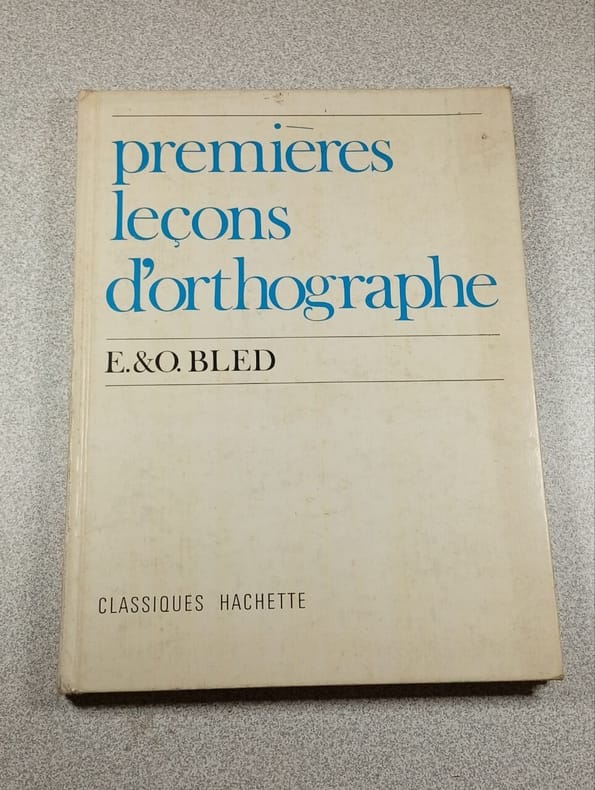 premières
leçons
d'orthographe
E.&O. BLED
CLASSIQUES HACHETTE